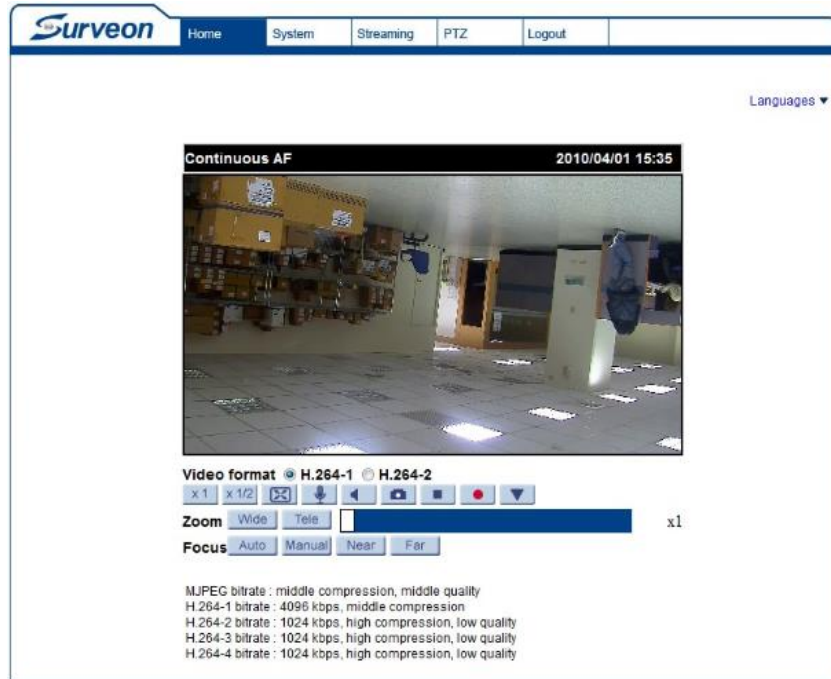 Surveon
Home System Streaming PTZ Logout
Languages ▼
Continuous AF 2010/04/01 15:35
Video format H.264-1 H.264-2
x 1 x 1/2
Zoom Wide Tele x1
Focus Auto Manual Near Far
MJPEG bitrate : middle compression, middle quality
H.264-1 bitrate : 4096 kbps, middle compression
H.264-2 bitrate : 1024 kbps, high compression, low quality
H.264-3 bitrate : 1024 kbps, high compression, low quality
H.264-4 bitrate : 1024 kbps, high compression, low quality